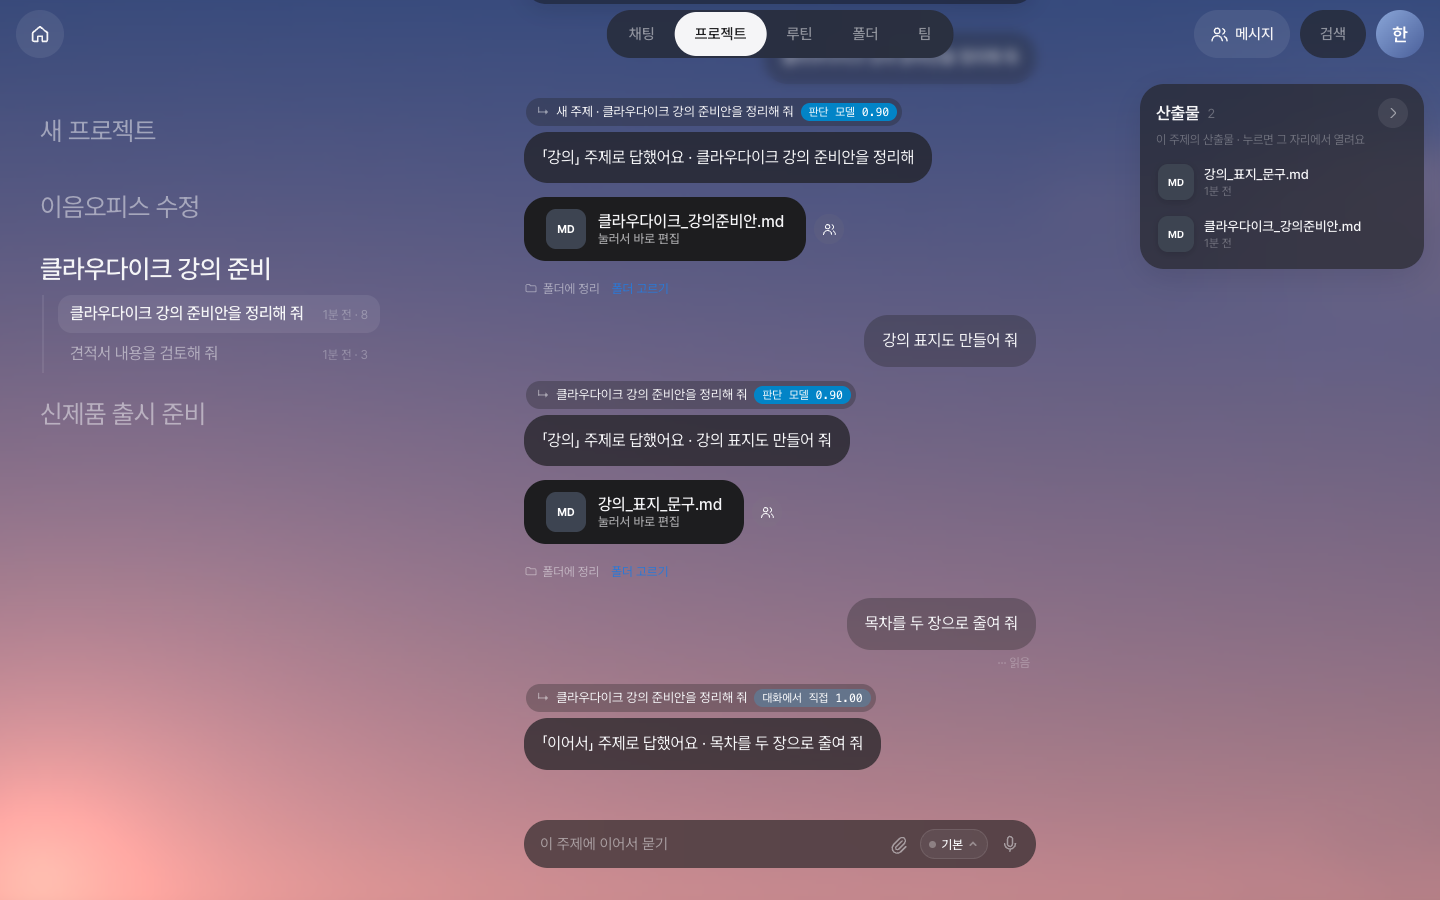 채팅
프로젝트
루틴
폴더
팀
메시지
검색
한
새 프로젝트
이음오피스 수정
클라우다이크 강의 준비
클라우다이크 강의 준비안을 정리해 줘
1분 전 · 8
견적서 내용을 검토해 줘
1분 전 · 3
신제품 출시 준비
새 주제 · 클라우다이크 강의 준비안을 정리해 줘 판단 모델 0.90
「강의」 주제로 답했어요 · 클라우다이크 강의 준비안을 정리해
MD
클라우다이크_강의준비안.md
눌러서 바로 편집
폴더에 정리 폴더 고르기
강의 표지도 만들어 줘
클라우다이크 강의 준비안을 정리해 줘 판단 모델 0.90
「강의」 주제로 답했어요 · 강의 표지도 만들어 줘
MD
강의_표지_문구.md
눌러서 바로 편집
폴더에 정리 폴더 고르기
목차를 두 장으로 줄여 줘
··· 읽음
클라우다이크 강의 준비안을 정리해 줘 대화에서 직접 1.00
「이어서」 주제로 답했어요 · 목차를 두 장으로 줄여 줘
이 주제에 이어서 묻기
기본
산출물 2
이 주제의 산출물 · 누르면 그 자리에서 열려요
MD
강의_표지_문구.md
1분 전
MD
클라우다이크_강의준비안.md
1분 전